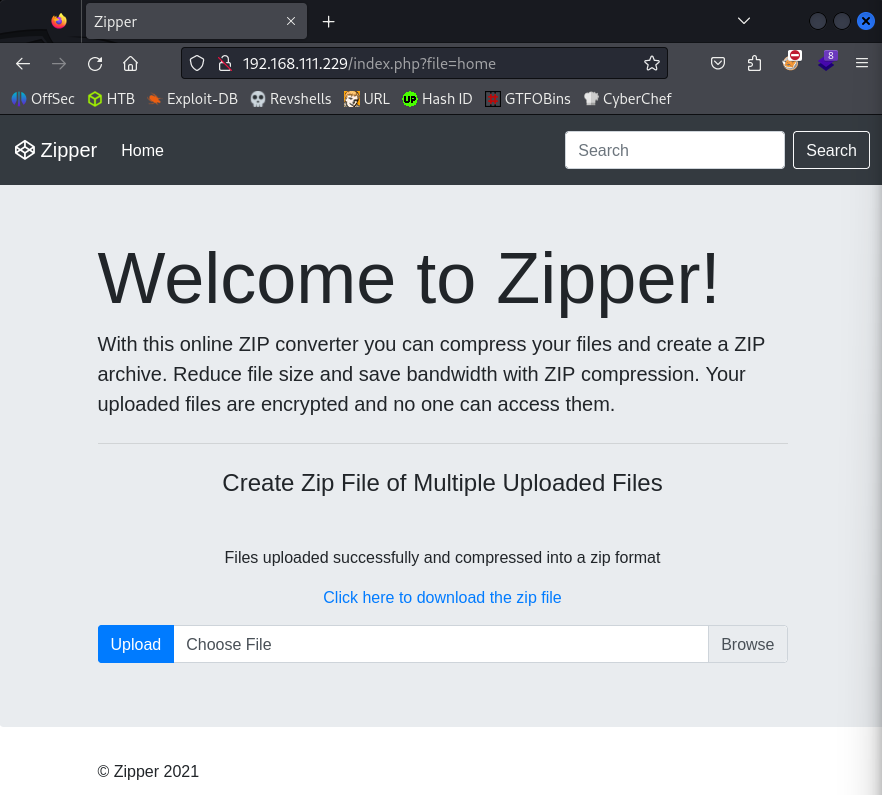 Zipper
192.168.111.229/index.php?file=home
8
OffSec HTB Exploit-DB Revshells URL Hash ID GTFOBins CyberChef
Zipper Home Search Search
Welcome to Zipper!
With this online ZIP converter you can compress your files and create a ZIP
archive. Reduce file size and save bandwidth with ZIP compression. Your
uploaded files are encrypted and no one can access them.
Create Zip File of Multiple Uploaded Files
Files uploaded successfully and compressed into a zip format
Click here to download the zip file
Upload Choose File Browse
© Zipper 2021